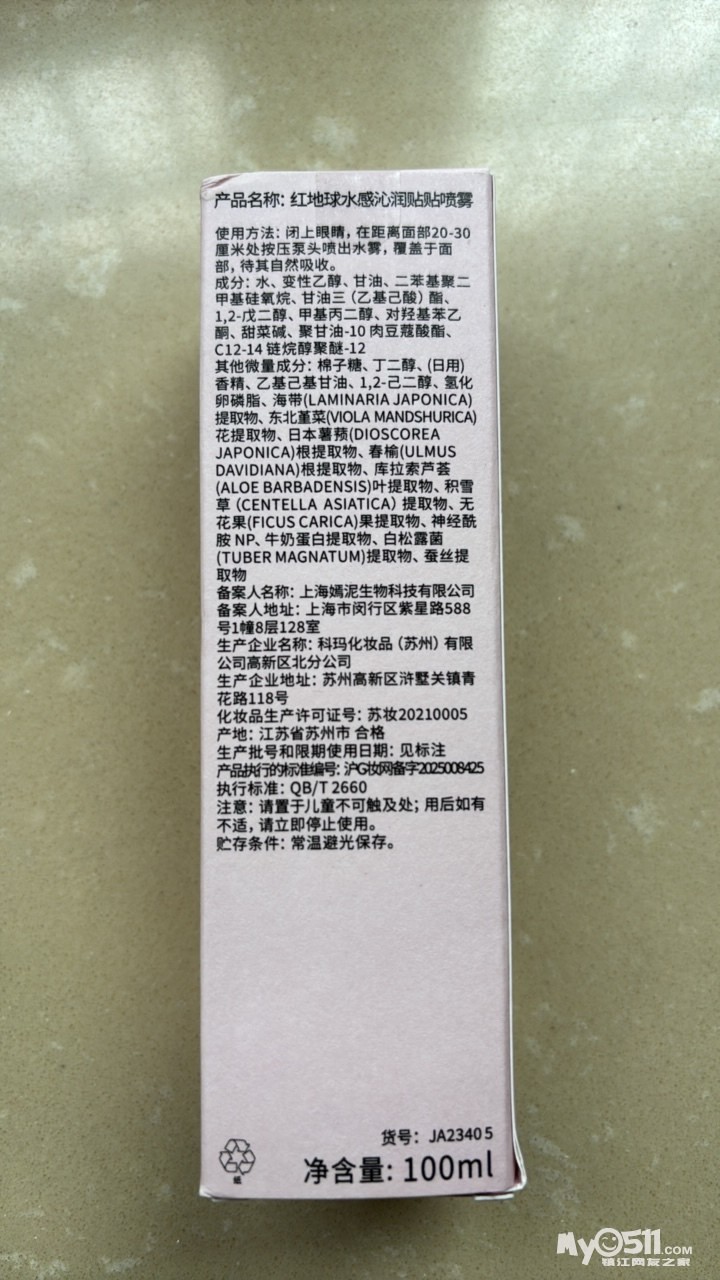 产品名称：红地球水感沁润贴贴喷雾
使用方法：闭上眼睛，在距离面部20-30
厘米处按压泵头喷出水雾，覆盖于面
部，待其自然吸收。
成分：水、变性乙醇、甘油、二苯基聚二
甲基硅氧烷、甘油三（乙基己酸）酯、
1,2-戊二醇、甲基丙二醇、对羟基苯乙
酮、甜菜碱、聚甘油-10 肉豆蔻酸酯、
C12-14 链烷醇聚醚-12
其他微量成分：棉子糖、丁二醇、(日用)
香精、乙基己基甘油、1,2-己二醇、氢化
卵磷脂、海带(LAMINARIA JAPONICA)
提取物、东北堇菜(VIOLA MANDSHURICA)
花提取物、日本薯蓣(DIOSCOREA
JAPONICA)根提取物、春榆(ULMUS
DAVIDIANA)根提取物、库拉索芦荟
(ALOE BARBADENSIS)叶提取物、积雪
草（CENTELLA ASIATICA）提取物、无
花果(FICUS CARICA)果提取物、神经酰
胺 NP、牛奶蛋白提取物、白松露菌
(TUBER MAGNATUM)提取物、蚕丝提
取物
备案人名称：上海嫣泥生物科技有限公司
备案人地址：上海市闵行区紫星路588
号1幢8层128室
生产企业名称：科玛化妆品（苏州）有限
公司高新区北分公司
生产企业地址：苏州高新区浒墅关镇青
花路118号
化妆品生产许可证号：苏妆20210005
产地：江苏省苏州市 合格
生产批号和限期使用日期：见标注
产品执行的标准编号：沪G妆网备字2025008425
执行标准：QB/T 2660
注意：请置于儿童不可触及处；用后如有
不适，请立即停止使用。
贮存条件：常温避光保存。
货号：JA23405
纸
净含量：100ml
My0511.COM
镇江网友之家